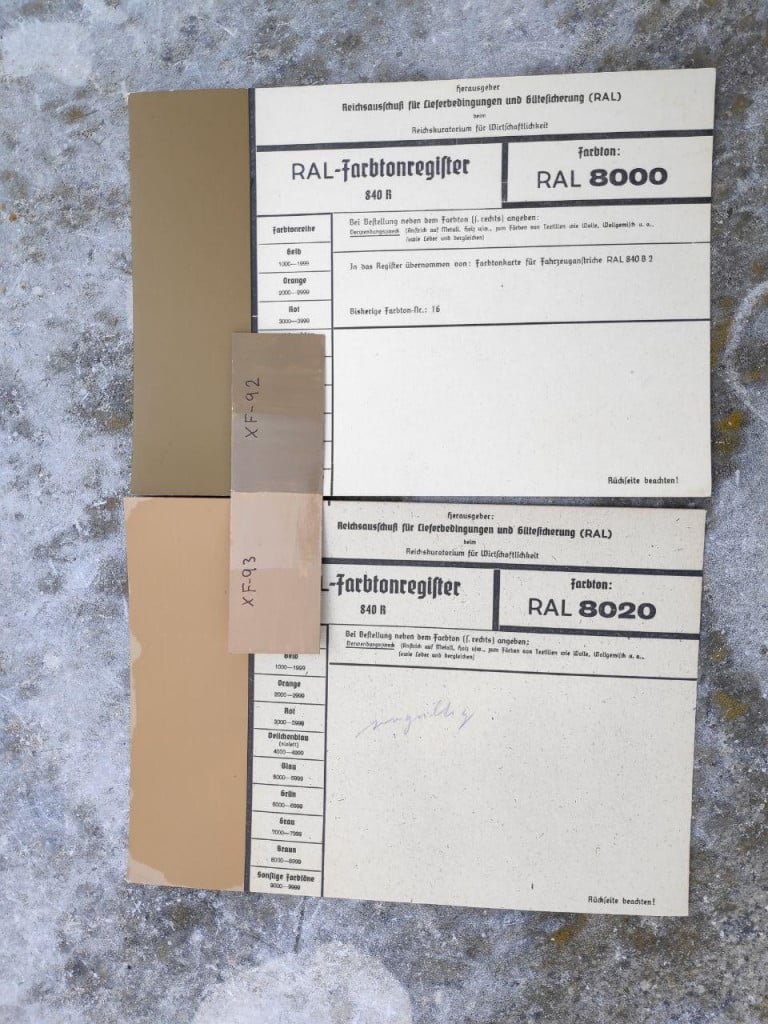 Herausgeber
Reichsausschuß für Lieferbedingungen und Gütesicherung (RAL)
beim
Reichskuratorium für Wirtschaftlichkeit
RAL-Farbtonregister
840 R
Farbton:
RAL 8000
Farbtonreihe
Gelb
1000—1999
Orange
2000—2999
Rot
3000—3999
Bei Bestellung neben dem Farbton (s. rechts) angeben:
Verwendungszweck (Anstrich auf Metall, Holz usw., zum Färben von Textilien wie Wolle, Wollgemisch u. a.,
sowie Leder und dergleichen)
In das Register übernommen von: Farbtonkarte für Fahrzeuganstriche RAL 840 B 2
Bisherige Farbton-Nr.: 16
Rückseite beachten!
XF-92
XF-93
Herausgeber:
Reichsausschuß für Lieferbedingungen und Gütesicherung (RAL)
beim
Reichskuratorium für Wirtschaftlichkeit
L-Farbtonregister
840 R
Farbton:
RAL 8020
Bei Bestellung neben dem Farbton (s. rechts) angeben:
Verwendungszweck (Anstrich auf Metall, Holz usw., zum Färben von Textilien wie Wolle, Wollgemisch u. a.,
sowie Leder und dergleichen)
Gelb
1000—1999
Orange
2000—2999
Rot
3000—3999
Veilchenblau
(violett)
4000—4999
Blau
5000—5999
Grün
6000—6999
Grau
7000—7999
Braun
8000—8999
Sonstige Farbtöne
9000—9999
ungültig
Rückseite beachten!